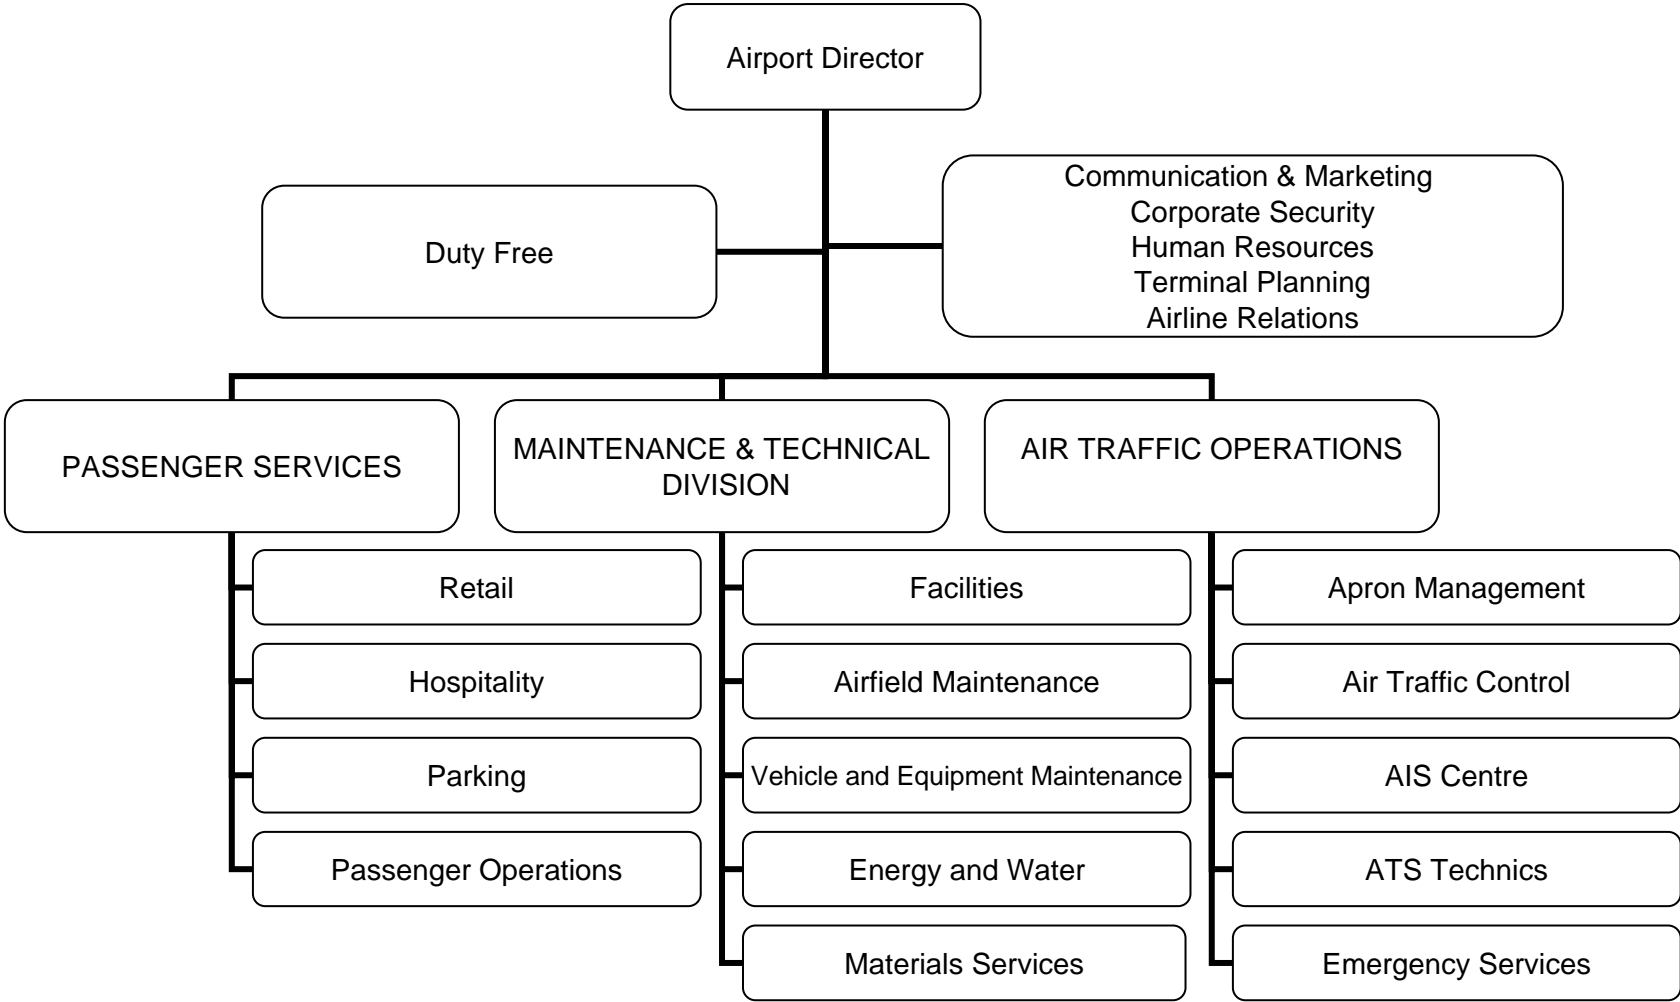 Airport Director
Duty Free
Communication & Marketing
Corporate Security
Human Resources
Terminal Planning
Airline Relations
PASSENGER SERVICES
MAINTENANCE & TECHNICAL
DIVISION
AIR TRAFFIC OPERATIONS
Retail
Hospitality
Parking
Passenger Operations
Facilities
Airfield Maintenance
Vehicle and Equipment Maintenance
Energy and Water
Materials Services
Apron Management
Air Traffic Control
AIS Centre
ATS Technics
Emergency Services